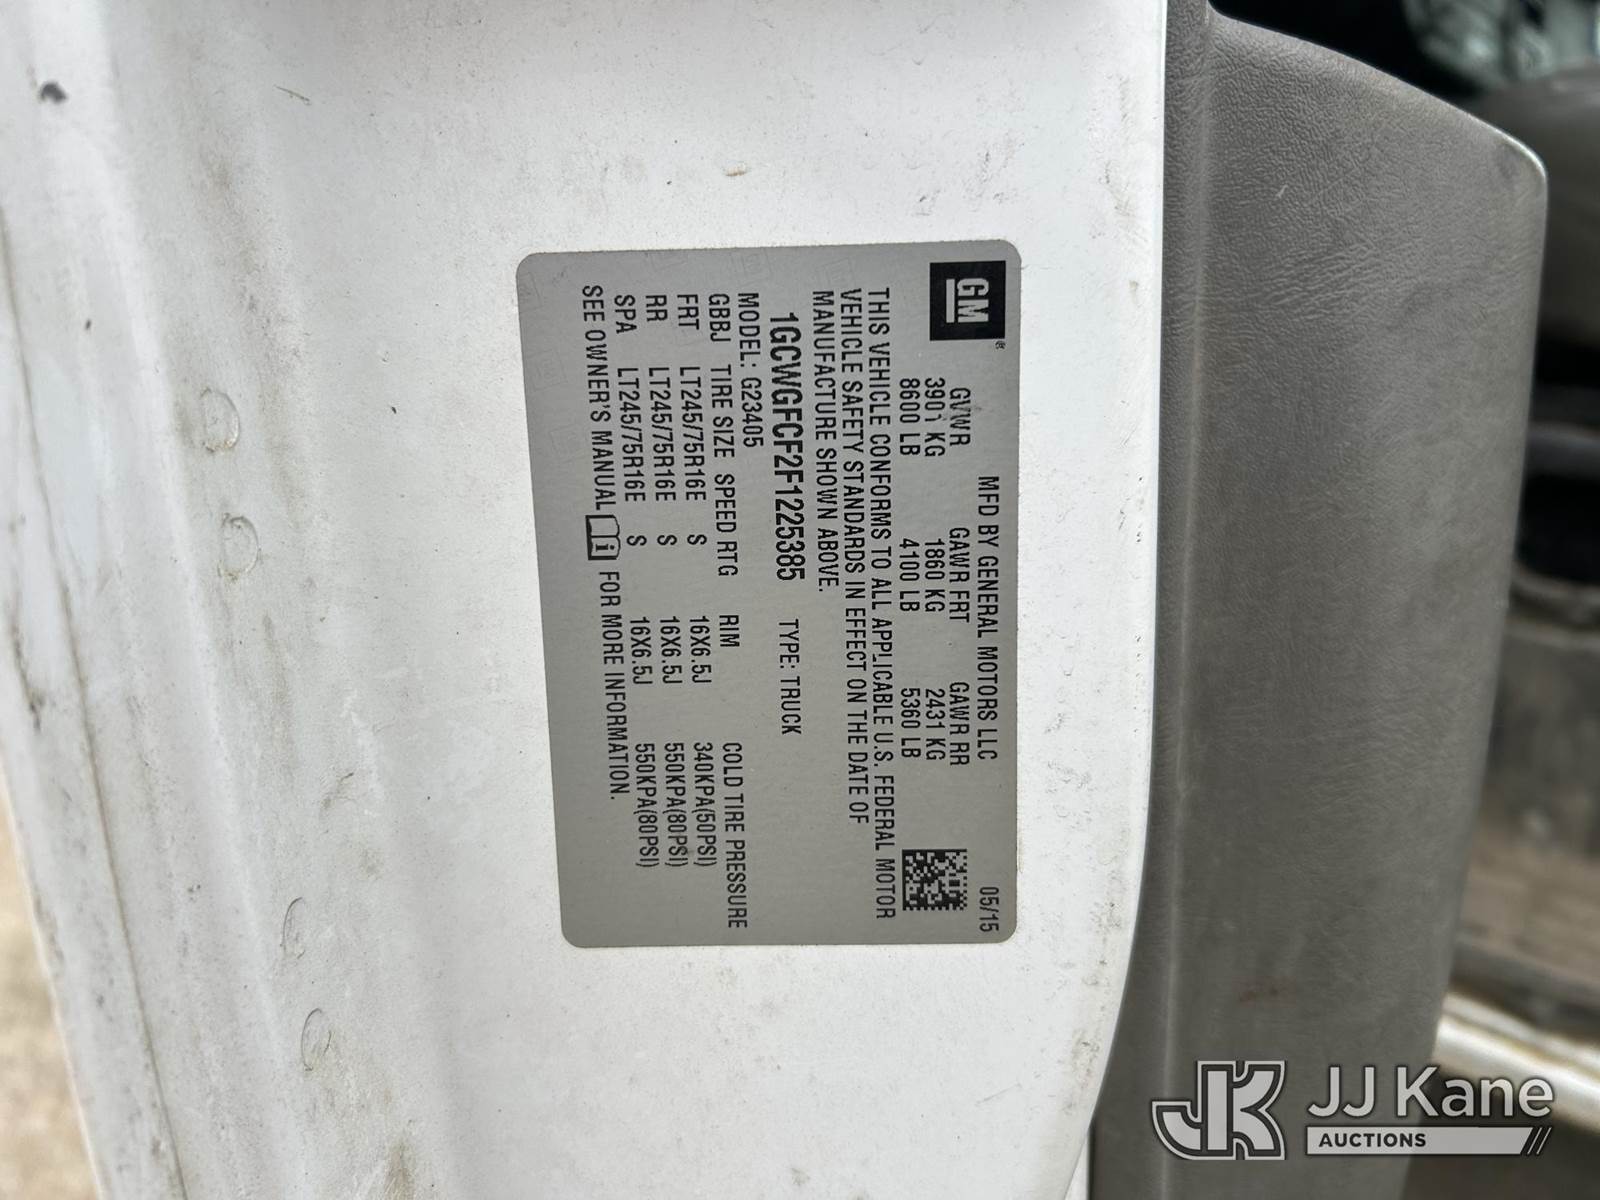 GM®
MFD BY GENERAL MOTORS LLC 05/15
GVWR GAWR FRT GAWR RR
3901 KG 1860 KG 2431 KG
8600 LB 4100 LB 5360 LB
THIS VEHICLE CONFORMS TO ALL APPLICABLE U.S. FEDERAL MOTOR
VEHICLE SAFETY STANDARDS IN EFFECT ON THE DATE OF
MANUFACTURE SHOWN ABOVE.
1GCWGFCF2F1225385 TYPE: TRUCK
MODEL: G23405
GBBJ TIRE SIZE SPEED RTG RIM COLD TIRE PRESSURE
FRT LT245/75R16E S 16X6.5J 340KPA(50PSI)
RR LT245/75R16E S 16X6.5J 550KPA(80PSI)
SPA LT245/75R16E S 16X6.5J 550KPA(80PSI)
SEE OWNER'S MANUAL i FOR MORE INFORMATION.
JK JJ Kane
AUCTIONS